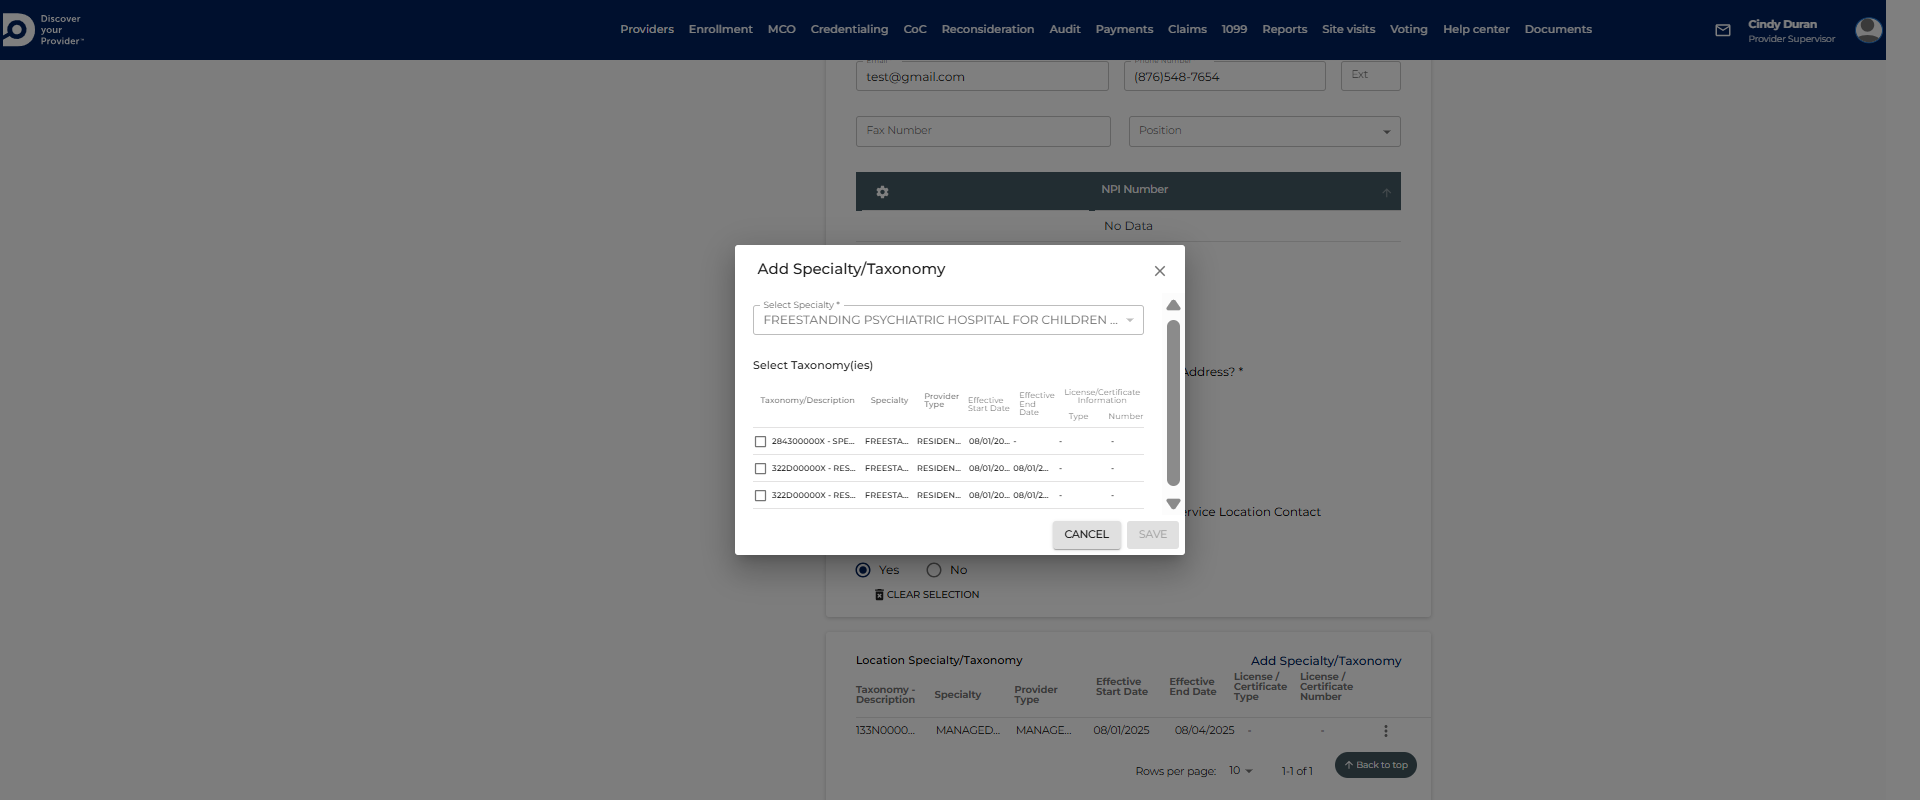 Discover
your
Provider
Providers Enrollment MCO Credentialing CoC Reconsideration Audit Payments Claims 1099 Reports Site visits Voting Help center Documents
Cindy Duran
Provider Supervisor
Email
test@gmail.com
Phone Number
(876)548-7654
Ext
Fax Number
Position
NPI Number
No Data
Add Specialty/Taxonomy
Select Specialty *
FREESTANDING PSYCHIATRIC HOSPITAL FOR CHILDREN ...
Select Taxonomy(ies)
Taxonomy/Description Specialty Provider Type Effective Start Date Effective End Date License/Certificate Information
Type Number
284300000X - SPE... FREESTA... RESIDEN... 08/01/20... - - -
322D00000X - RES... FREESTA... RESIDEN... 08/01/20... 08/01/2... - -
322D00000X - RES... FREESTA... RESIDEN... 08/01/20... 08/01/2... - -
CANCEL SAVE
Address? *
ervice Location Contact
Yes No
CLEAR SELECTION
Location Specialty/Taxonomy
Add Specialty/Taxonomy
Taxonomy - Description Specialty Provider Type Effective Start Date Effective End Date License / Certificate Type License / Certificate Number
133N0000... MANAGED... MANAGE... 08/01/2025 08/04/2025 - -
Back to top
Rows per page: 10 1-1 of 1